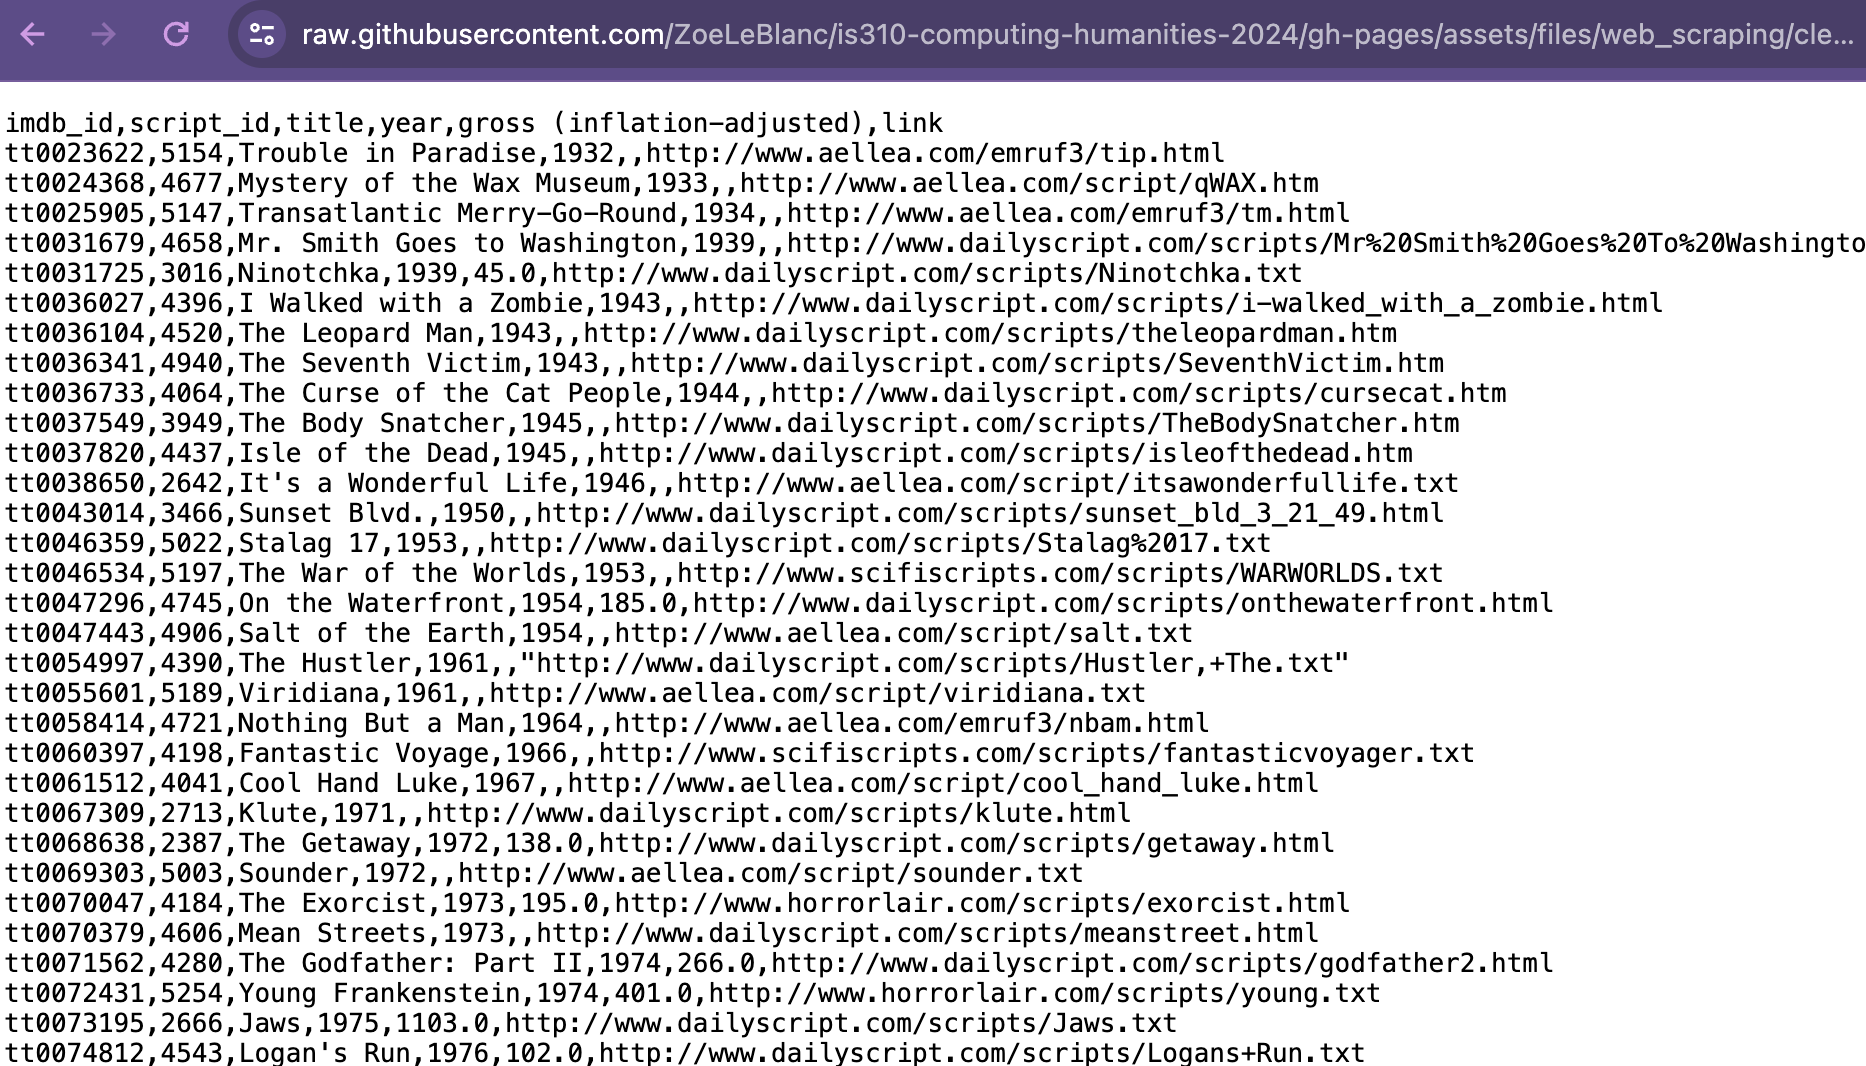 raw.githubusercontent.com/ZoeLeBlanc/is310-computing-humanities-2024/gh-pages/assets/files/web_scraping/cle...
imdb_id,script_id,title,year,gross (inflation-adjusted),link
tt0023622,5154,Trouble in Paradise,1932,,http://www.aellea.com/emruf3/tip.html
tt0024368,4677,Mystery of the Wax Museum,1933,,http://www.aellea.com/script/qWAX.htm
tt0025905,5147,Transatlantic Merry-Go-Round,1934,,http://www.aellea.com/emruf3/tm.html
tt0031679,4658,Mr. Smith Goes to Washington,1939,,http://www.dailyscript.com/scripts/Mr%20Smith%20Goes%20To%20Washingto
tt0031725,3016,Ninotchka,1939,45.0,http://www.dailyscript.com/scripts/Ninotchka.txt
tt0036027,4396,I Walked with a Zombie,1943,,http://www.dailyscript.com/scripts/i-walked_with_a_zombie.html
tt0036104,4520,The Leopard Man,1943,,http://www.dailyscript.com/scripts/theleopardman.htm
tt0036341,4940,The Seventh Victim,1943,,http://www.dailyscript.com/scripts/SeventhVictim.htm
tt0036733,4064,The Curse of the Cat People,1944,,http://www.dailyscript.com/scripts/cursecat.htm
tt0037549,3949,The Body Snatcher,1945,,http://www.dailyscript.com/scripts/TheBodySnatcher.htm
tt0037820,4437,Isle of the Dead,1945,,http://www.dailyscript.com/scripts/isleofthedead.htm
tt0038650,2642,It's a Wonderful Life,1946,,http://www.aellea.com/script/itsawonderfullife.txt
tt0043014,3466,Sunset Blvd.,1950,,http://www.dailyscript.com/scripts/sunset_bld_3_21_49.html
tt0046359,5022,Stalag 17,1953,,http://www.dailyscript.com/scripts/Stalag%2017.txt
tt0046534,5197,The War of the Worlds,1953,,http://www.scifiscripts.com/scripts/WARWORLDS.txt
tt0047296,4745,On the Waterfront,1954,185.0,http://www.dailyscript.com/scripts/onthewaterfront.html
tt0047443,4906,Salt of the Earth,1954,,http://www.aellea.com/script/salt.txt
tt0054997,4390,The Hustler,1961,,"http://www.dailyscript.com/scripts/Hustler,+The.txt"
tt0055601,5189,Viridiana,1961,,http://www.aellea.com/script/viridiana.txt
tt0058414,4721,Nothing But a Man,1964,,http://www.aellea.com/emruf3/nbam.html
tt0060397,4198,Fantastic Voyage,1966,,http://www.scifiscripts.com/scripts/fantasticvoyager.txt
tt0061512,4041,Cool Hand Luke,1967,,http://www.aellea.com/script/cool_hand_luke.html
tt0067309,2713,Klute,1971,,http://www.dailyscript.com/scripts/klute.html
tt0068638,2387,The Getaway,1972,138.0,http://www.dailyscript.com/scripts/getaway.html
tt0069303,5003,Sounder,1972,,http://www.aellea.com/script/sounder.txt
tt0070047,4184,The Exorcist,1973,195.0,http://www.horrorlair.com/scripts/exorcist.html
tt0070379,4606,Mean Streets,1973,,http://www.dailyscript.com/scripts/meanstreet.html
tt0071562,4280,The Godfather: Part II,1974,266.0,http://www.dailyscript.com/scripts/godfather2.html
tt0072431,5254,Young Frankenstein,1974,401.0,http://www.horrorlair.com/scripts/young.txt
tt0073195,2666,Jaws,1975,1103.0,http://www.dailyscript.com/scripts/Jaws.txt
tt0074812,4543,Logan's Run,1976,102.0,http://www.dailyscript.com/scripts/Logans+Run.txt